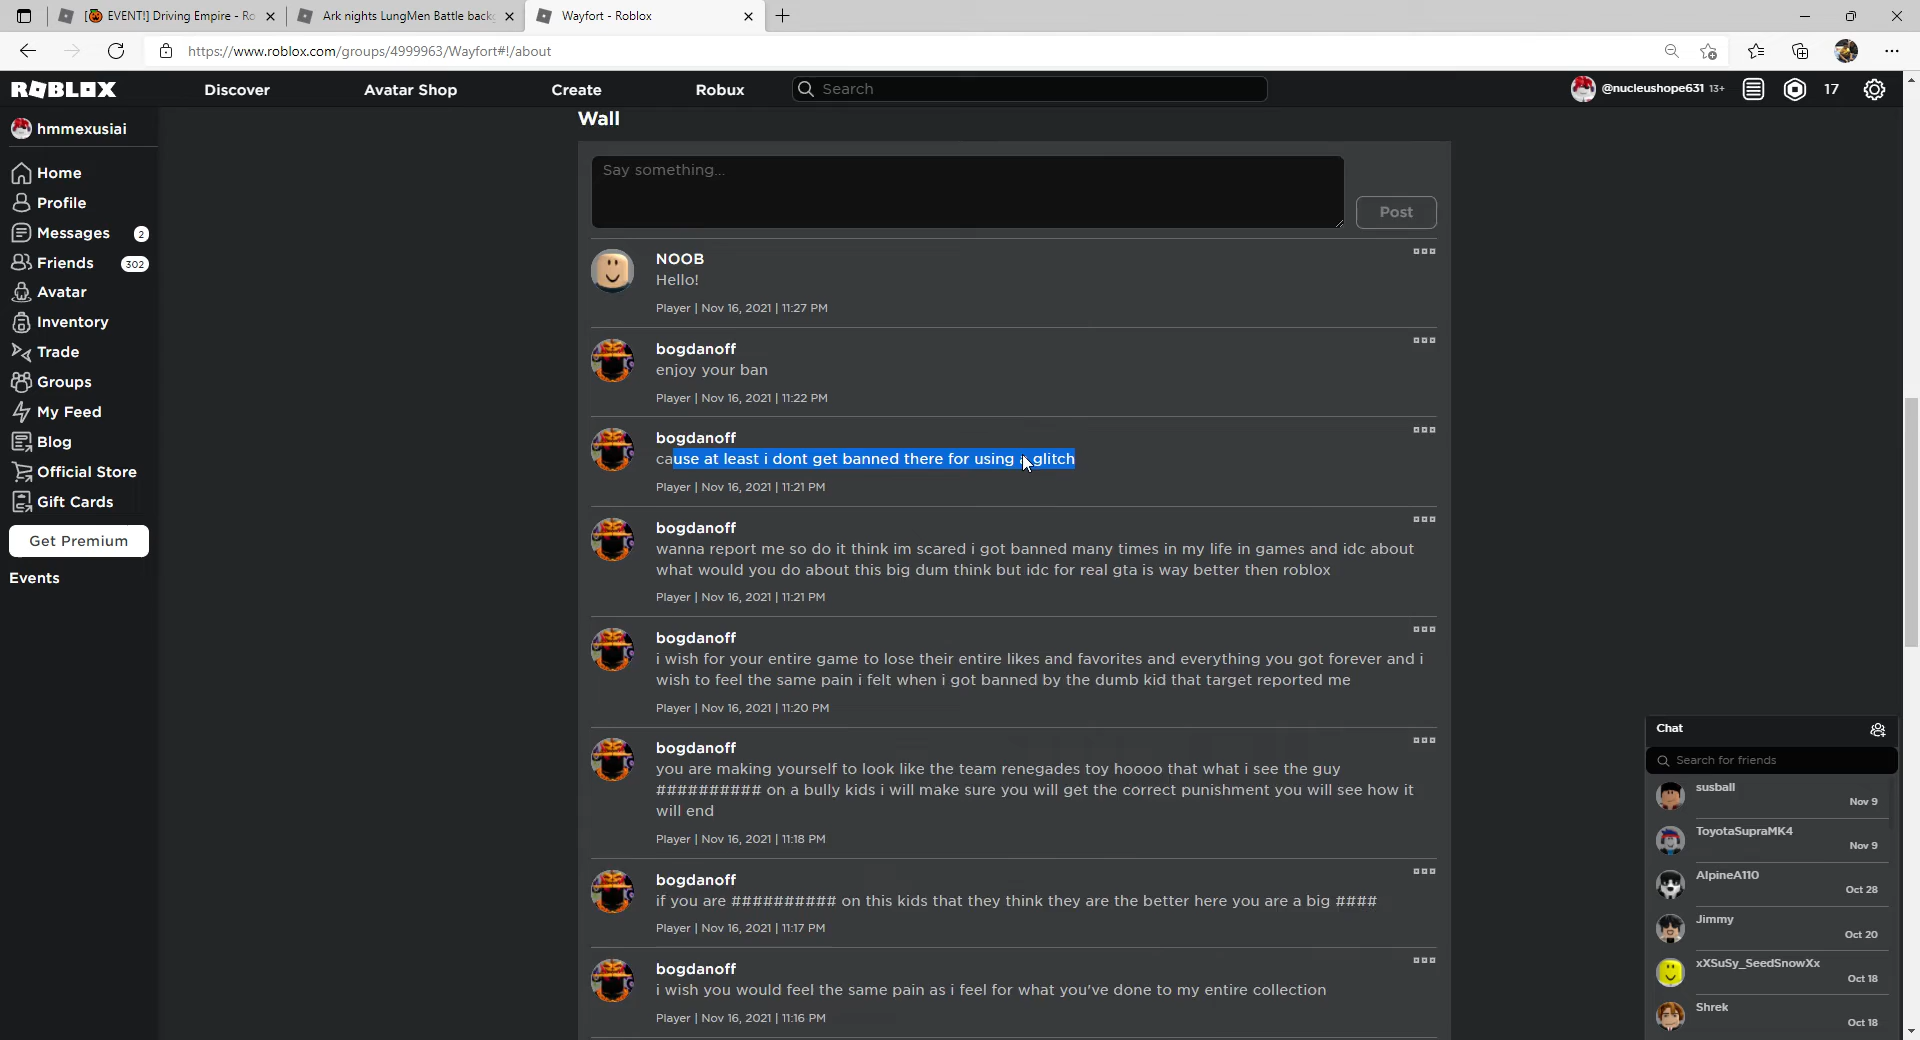 [🎃 EVENT!] Driving Empire - Ro
Ark nights LungMen Battle back
Wayfort - Roblox
https://www.roblox.com/groups/4999963/Wayfort#!/about
ROBLOX
Discover
Avatar Shop
Create
Robux
Search
@nucleushope631 13+
17
hmmexusiai
Home
Profile
Messages 2
Friends 302
Avatar
Inventory
Trade
Groups
My Feed
Blog
Official Store
Gift Cards
Get Premium
Events
Wall
Say something...
Post
NOOB
Hello!
Player | Nov 16, 2021 | 11:27 PM
bogdanoff
enjoy your ban
Player | Nov 16, 2021 | 11:22 PM
bogdanoff
cause at least i dont get banned there for using a glitch
Player | Nov 16, 2021 | 11:21 PM
bogdanoff
wanna report me so do it think im scared i got banned many times in my life in games and idc about
what would you do about this big dum think but idc for real gta is way better then roblox
Player | Nov 16, 2021 | 11:21 PM
bogdanoff
i wish for your entire game to lose their entire likes and favorites and everything you got forever and i
wish to feel the same pain i felt when i got banned by the dumb kid that target reported me
Player | Nov 16, 2021 | 11:20 PM
bogdanoff
you are making yourself to look like the team renegades toy hoooo that what i see the guy
########## on a bully kids i will make sure you will get the correct punishment you will see how it
will end
Player | Nov 16, 2021 | 11:18 PM
bogdanoff
if you are ########## on this kids that they think they are the better here you are a big ####
Player | Nov 16, 2021 | 11:17 PM
bogdanoff
i wish you would feel the same pain as i feel for what you've done to my entire collection
Player | Nov 16, 2021 | 11:16 PM
Chat
Search for friends
susball
Nov 9
ToyotaSupraMK4
Nov 9
AlpineA110
Oct 28
Jimmy
Oct 20
xXSuSy_SeedSnowXx
Oct 18
Shrek
Oct 18